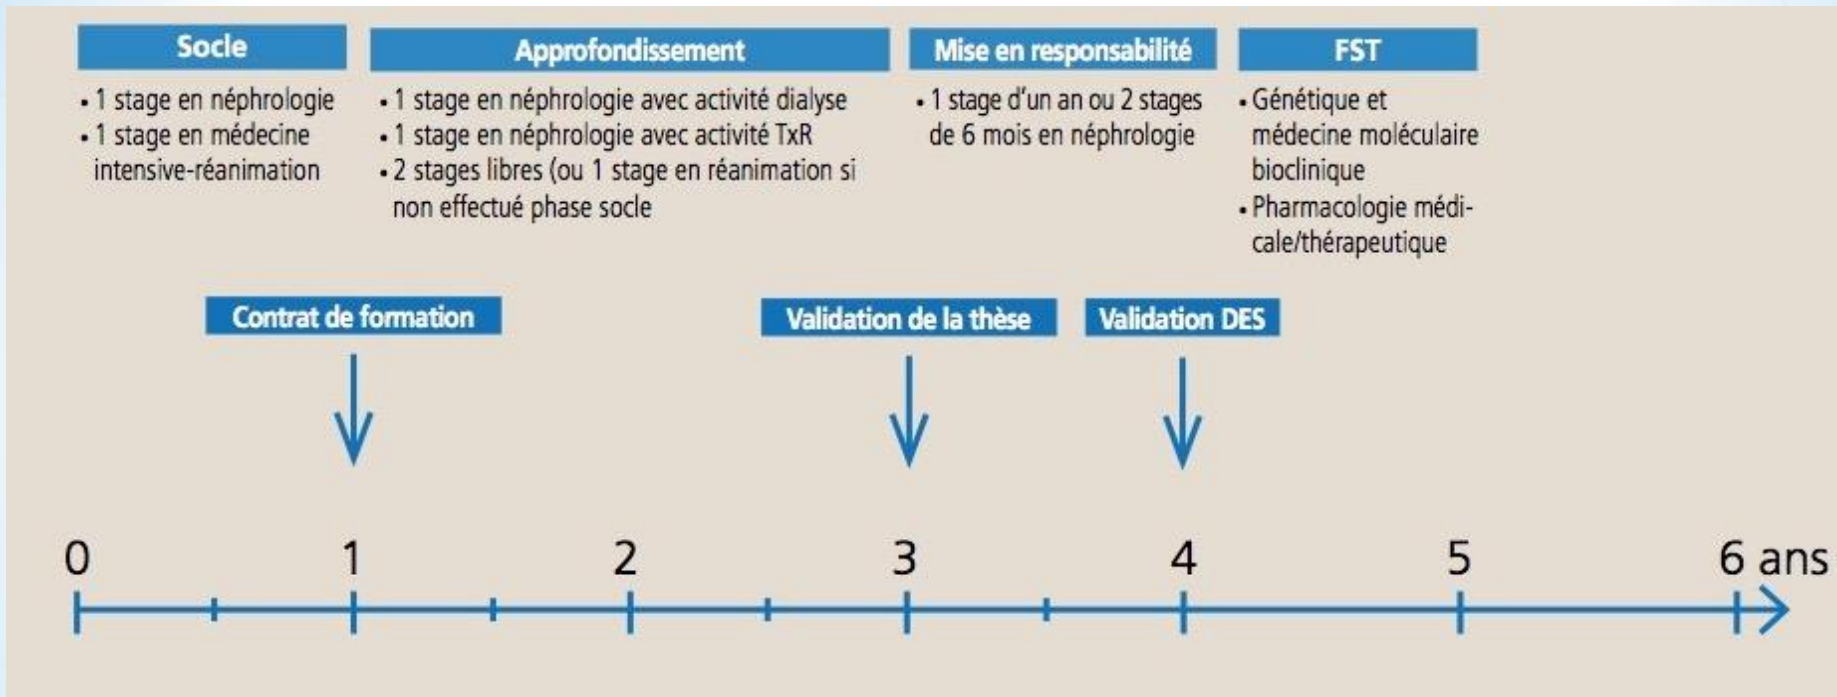 Socle
• 1 stage en néphrologie
• 1 stage en médecine
intensive-réanimation
Approfondissement
• 1 stage en néphrologie avec activité dialyse
• 1 stage en néphrologie avec activité TxR
• 2 stages libres (ou 1 stage en réanimation si
non effectué phase socle
Mise en responsabilité
• 1 stage d'un an ou 2 stages
de 6 mois en néphrologie
FST
• Génétique et
médecine moléculaire
bioclinique
• Pharmacologie médi-
cale/thérapeutique
Contrat de formation
Validation de la thèse
Validation DES
0 1 2 3 4 5 6 ans